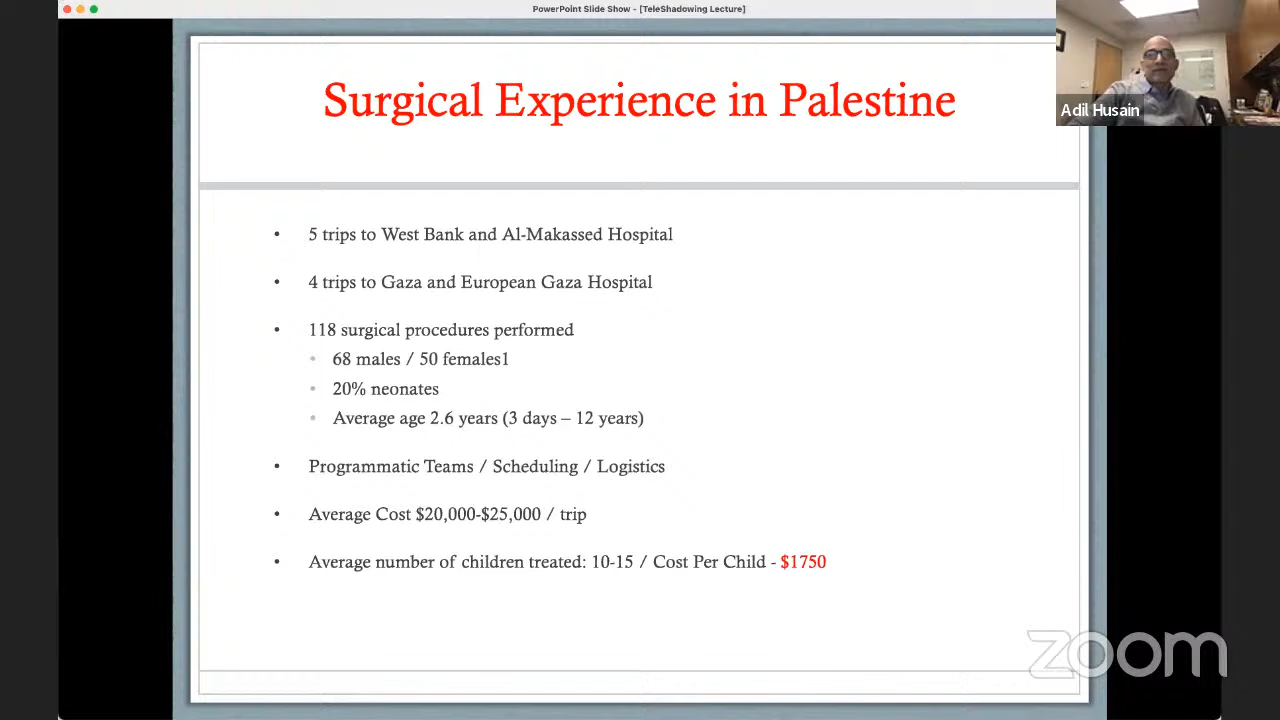 PowerPoint Slide Show - [TeleShadowing Lecture]
Surgical Experience in Palestine
Adil Husain
• 5 trips to West Bank and Al-Makassed Hospital
• 4 trips to Gaza and European Gaza Hospital
• 118 surgical procedures performed
• 68 males / 50 females1
• 20% neonates
• Average age 2.6 years (3 days – 12 years)
• Programmatic Teams / Scheduling / Logistics
• Average Cost $20,000-$25,000 / trip
• Average number of children treated: 10-15 / Cost Per Child - $1750
zoom